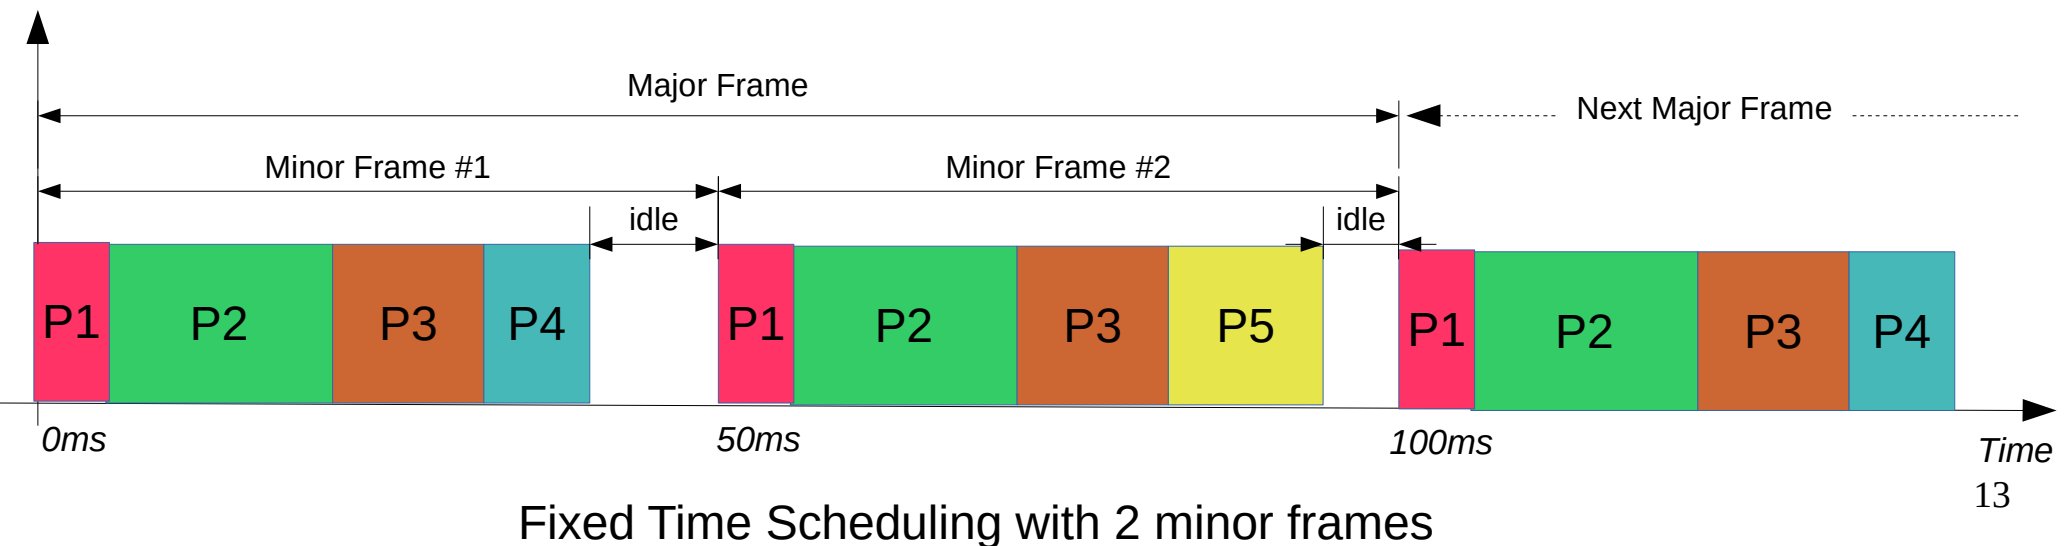 Major Frame
Next Major Frame
Minor Frame #1
Minor Frame #2
idle
idle
P1 P2 P3 P4 P1 P2 P3 P5 P1 P2 P3 P4
0ms 50ms 100ms
Time
13
Fixed Time Scheduling with 2 minor frames